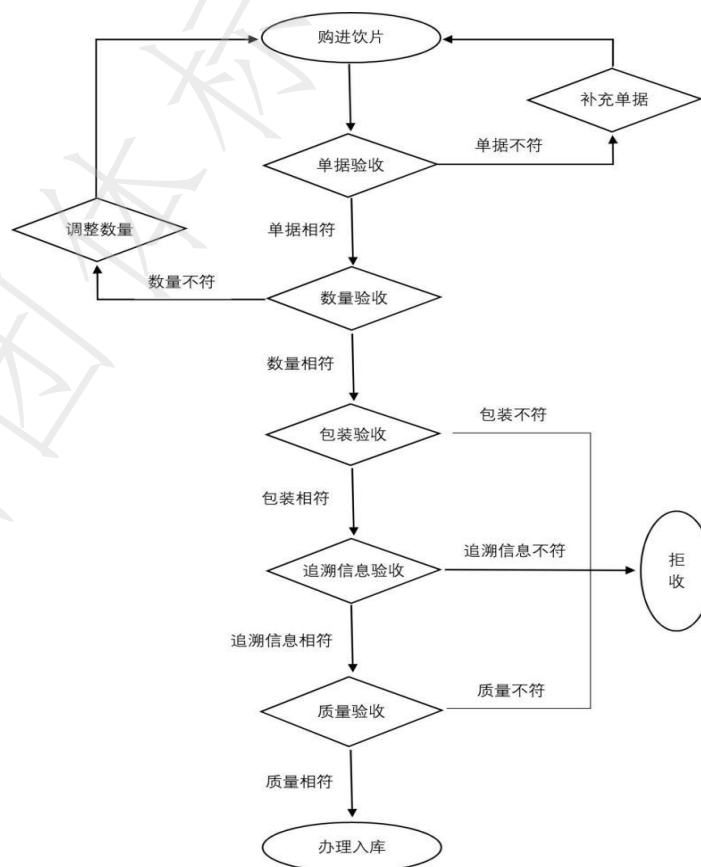 购进饮片
补充单据
单据验收
单据不符
调整数量
单据相符
数量不符
数量验收
数量相符
包装不符
包装验收
包装相符
追溯信息不符
拒
收
追溯信息验收
追溯信息相符
质量不符
质量验收
质量相符
办理入库
团体标